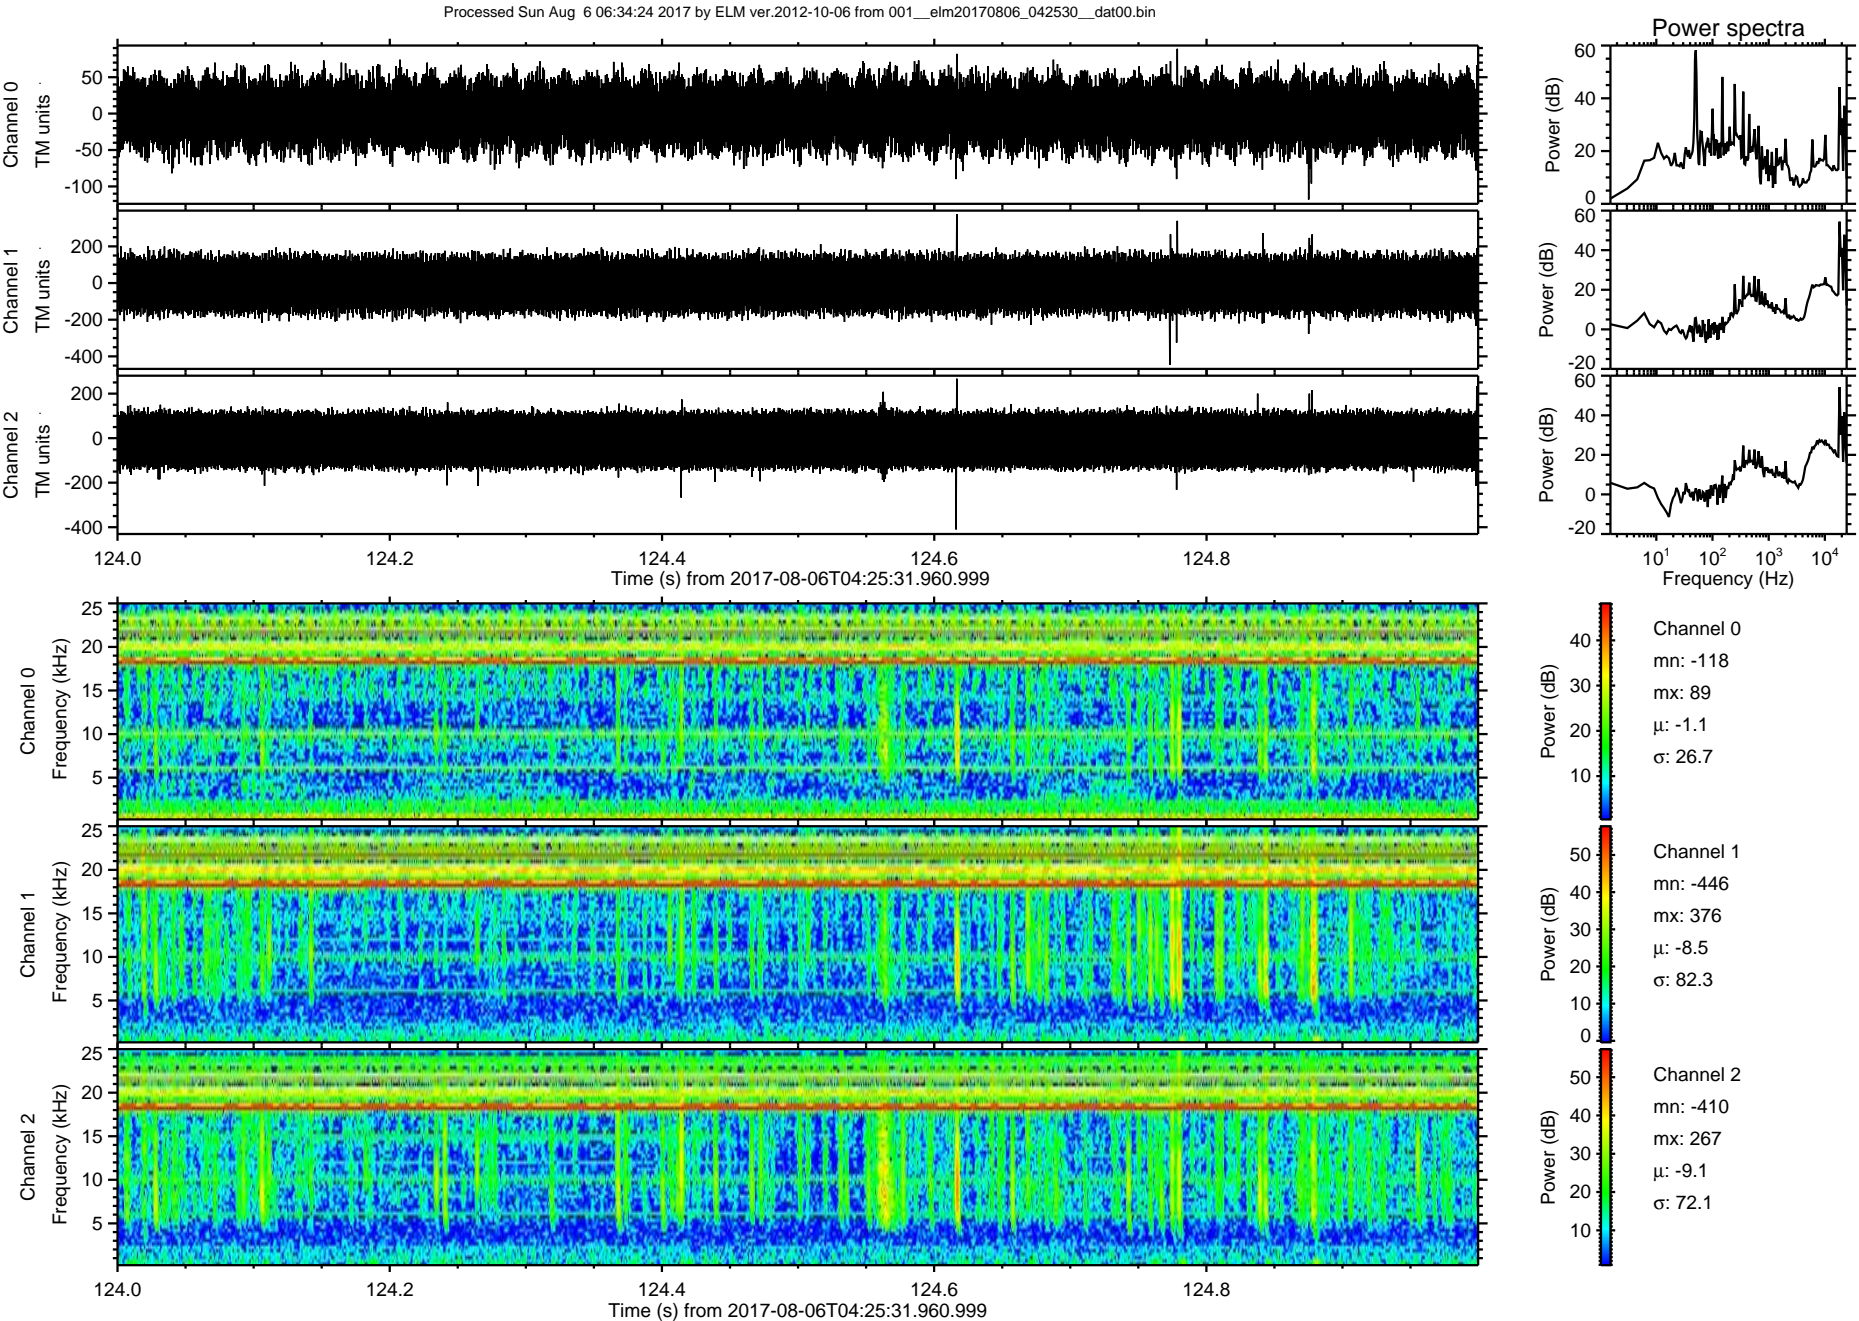 Processed Sun Aug  6 06:34:24 2017 by ELM ver.2012-10-06 from 001__elm20170806_042530__dat00.bin
Power spectra
Channel 0
TM units
50
0
-50
-100
Power (dB)
60
40
20
0
Channel 1
TM units
200
0
-200
-400
Power (dB)
60
40
20
0
-20
Channel 2
TM units
200
0
-200
-400
Power (dB)
60
40
20
0
-20
124.0 124.2 124.4 124.6 124.8
Time (s) from 2017-08-06T04:25:31.960.999
10^1 10^2 10^3 10^4
Frequency (Hz)
Channel 0
Frequency (kHz)
25
20
15
10
5
Power (dB)
40
30
20
10
Channel 0
mn: -118
mx: 89
μ: -1.1
σ: 26.7
Channel 1
Frequency (kHz)
25
20
15
10
5
Power (dB)
50
40
30
20
10
0
Channel 1
mn: -446
mx: 376
μ: -8.5
σ: 82.3
Channel 2
Frequency (kHz)
25
20
15
10
5
Power (dB)
50
40
30
20
10
Channel 2
mn: -410
mx: 267
μ: -9.1
σ: 72.1
124.0 124.2 124.4 124.6 124.8
Time (s) from 2017-08-06T04:25:31.960.999